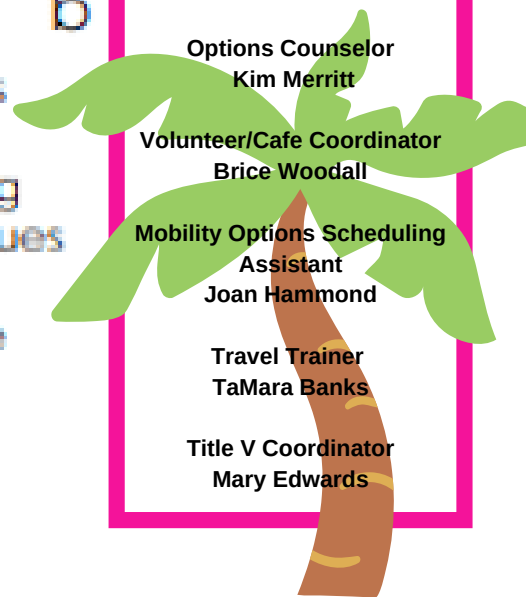 b
s
g
ues
e
Options Counselor
Kim Merritt
Volunteer/Cafe Coordinator
Brice Woodall
Mobility Options Scheduling
Assistant
Joan Hammond
Travel Trainer
TaMara Banks
Title V Coordinator
Mary Edwards